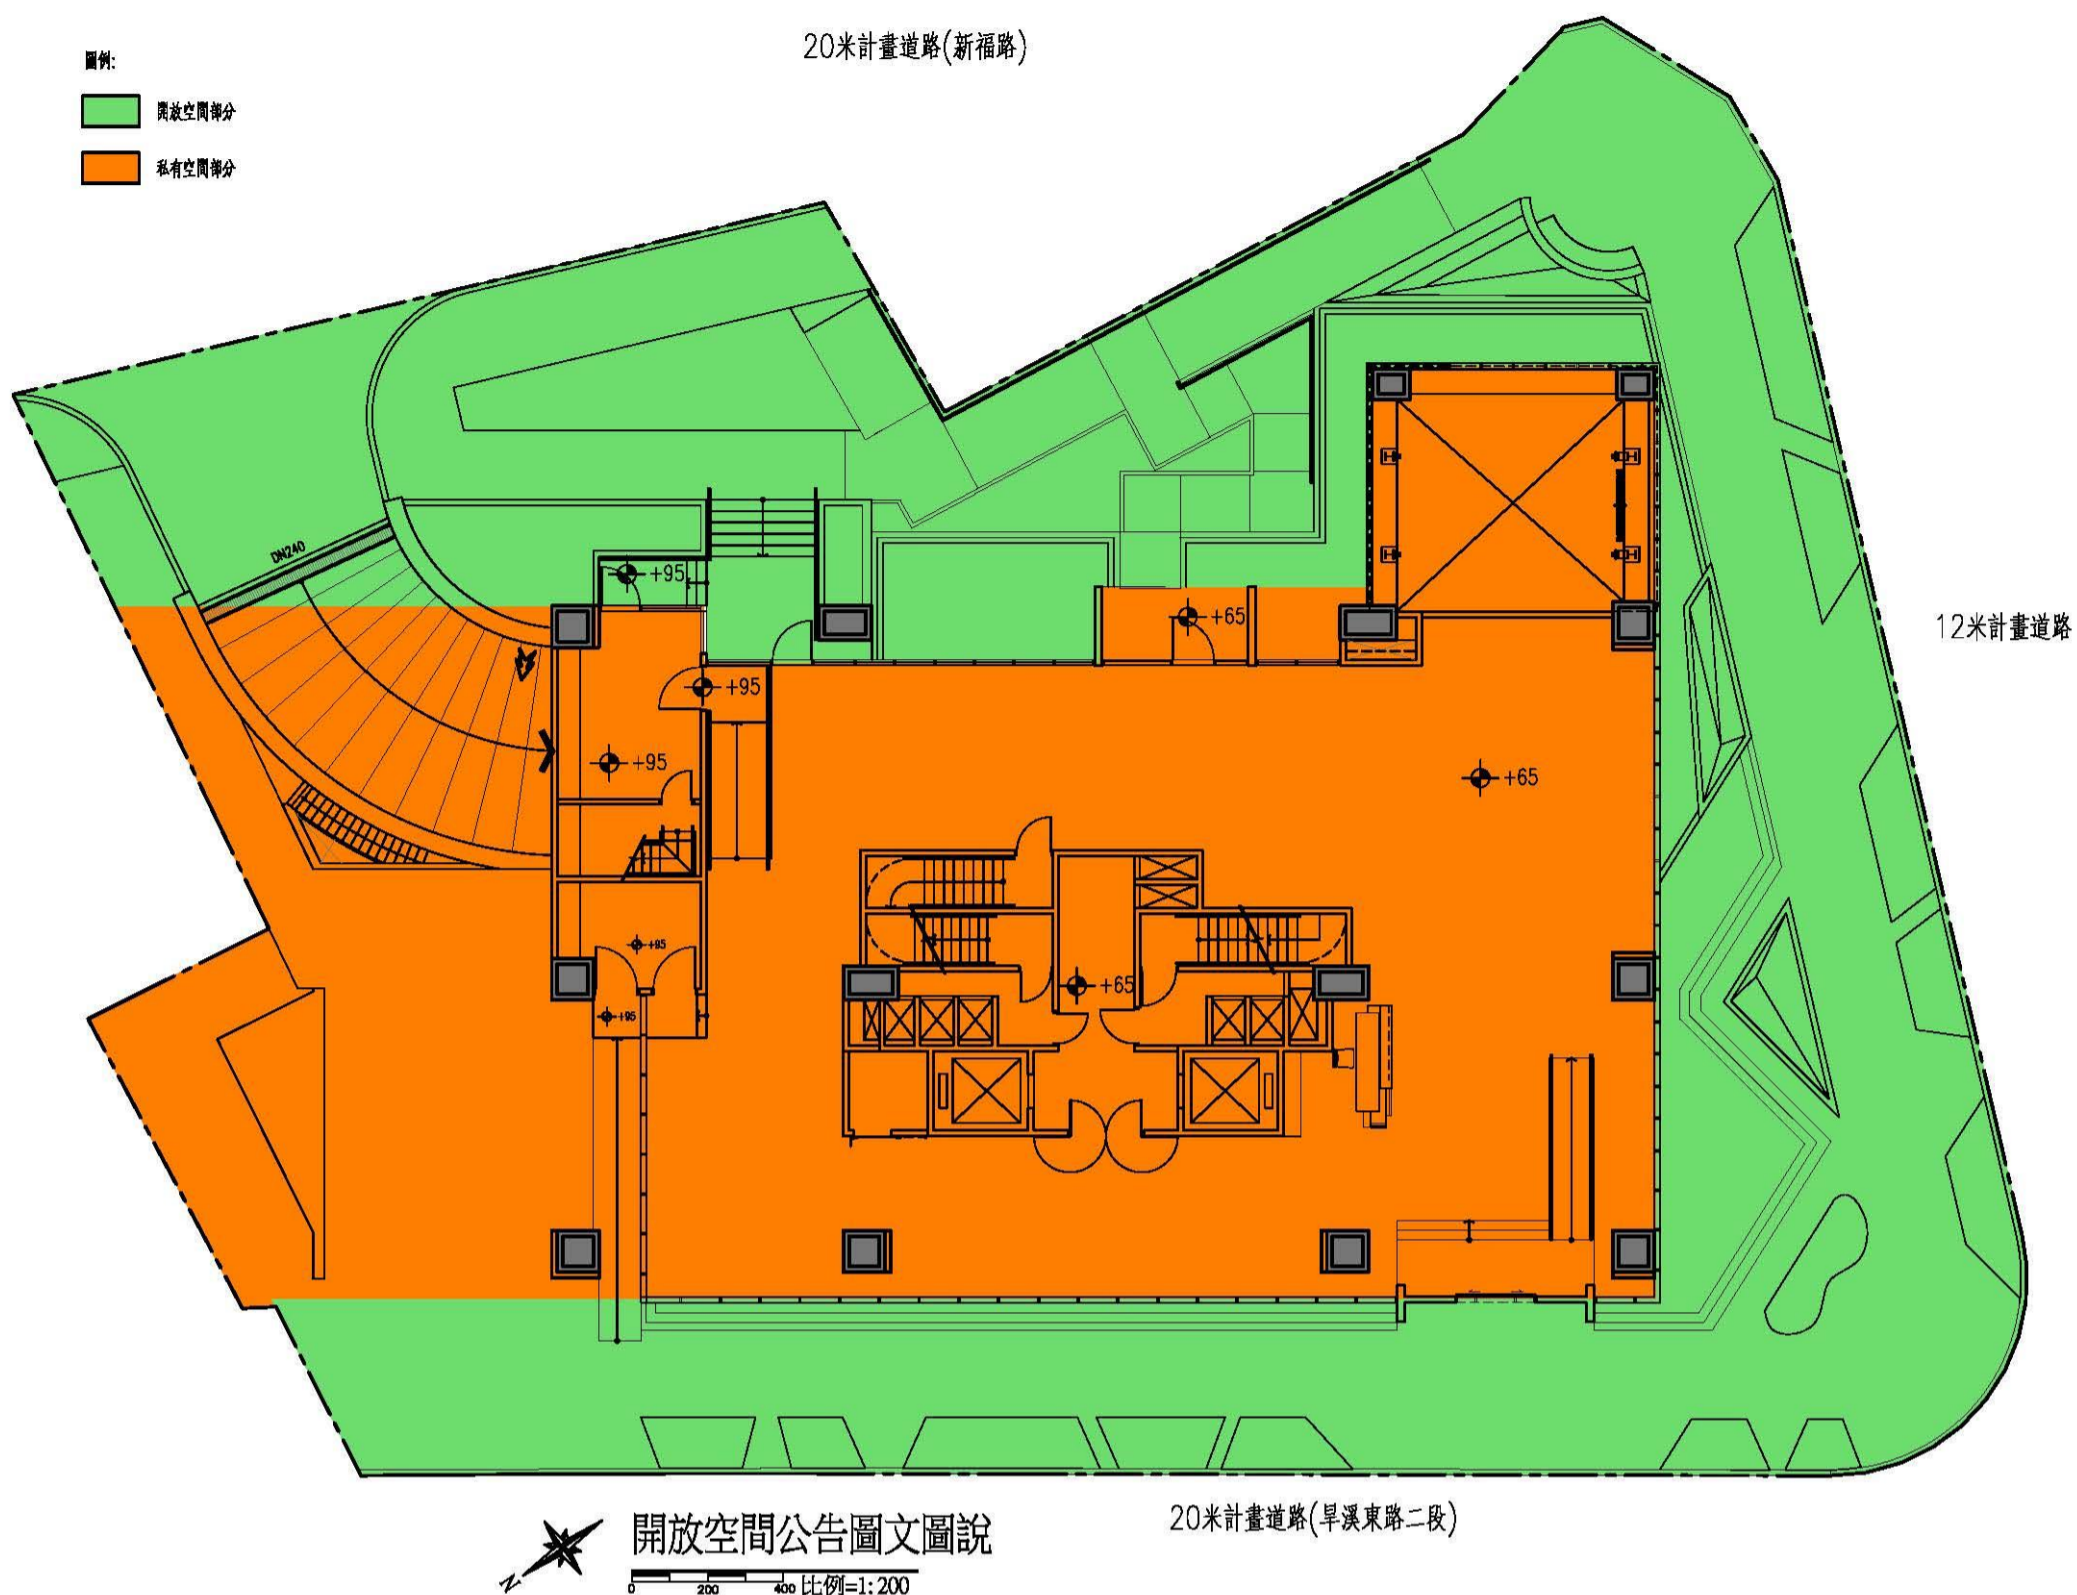 20米計畫道路(新福路)
圖例:
開放空間部分
私有空間部分
DN240
+95
+65
+95
+95
+65
12米計畫道路
+95
+65
+95
20米計畫道路(旱溪東路二段)
開放空間公告圖文圖說
N
0 200 400 比例=1:200